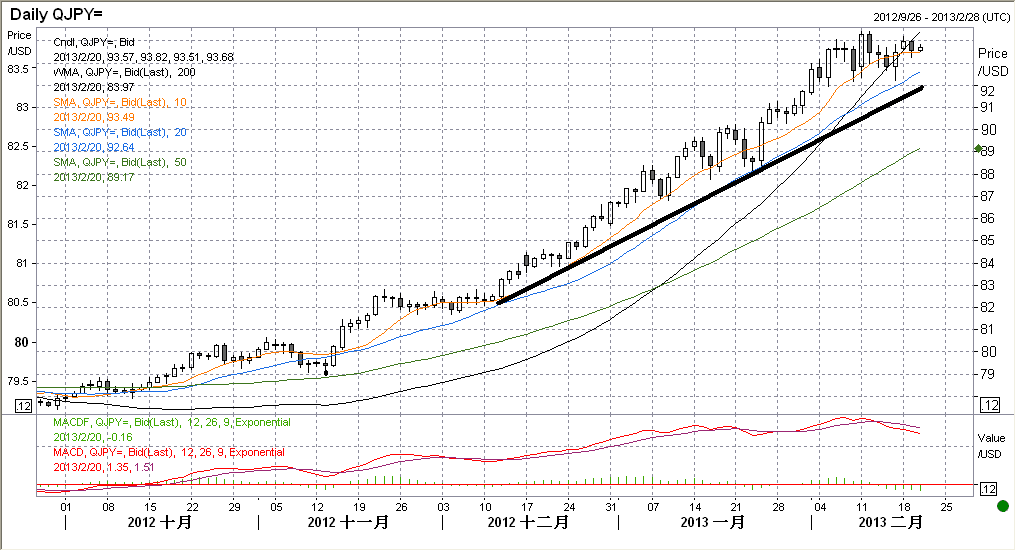 Daily QJPY=
2012/9/26 - 2013/2/28 (UTC)
Price
/USD
Cndl, QJPY=, Bid
2013/2/20, 93.57, 93.82, 93.51, 93.68
WMA, QJPY=, Bid(Last), 200
2013/2/20, 83.97
SMA, QJPY=, Bid(Last), 10
2013/2/20, 93.49
SMA, QJPY=, Bid(Last), 20
2013/2/20, 92.64
SMA, QJPY=, Bid(Last), 50
2013/2/20, 89.17
83.5
83
82.5
82
81.5
81
80.5
80
79.5
.12
Price
/USD
92
91
90
89
88
87
86
85
84
83
82
81
80
79
.12
MACDF, QJPY=, Bid(Last), 12, 26, 9, Exponential
2013/2/20, -0.16
MACD, QJPY=, Bid(Last), 12, 26, 9, Exponential
2013/2/20, 1.35, 1.51
Value
/USD
.12
01 08 15 22 29 05 12 19 26 03 10 17 24 31 07 14 21 28 04 11 18 25
2012 十月 2012 十一月 2012 十二月 2013 一月 2013 二月